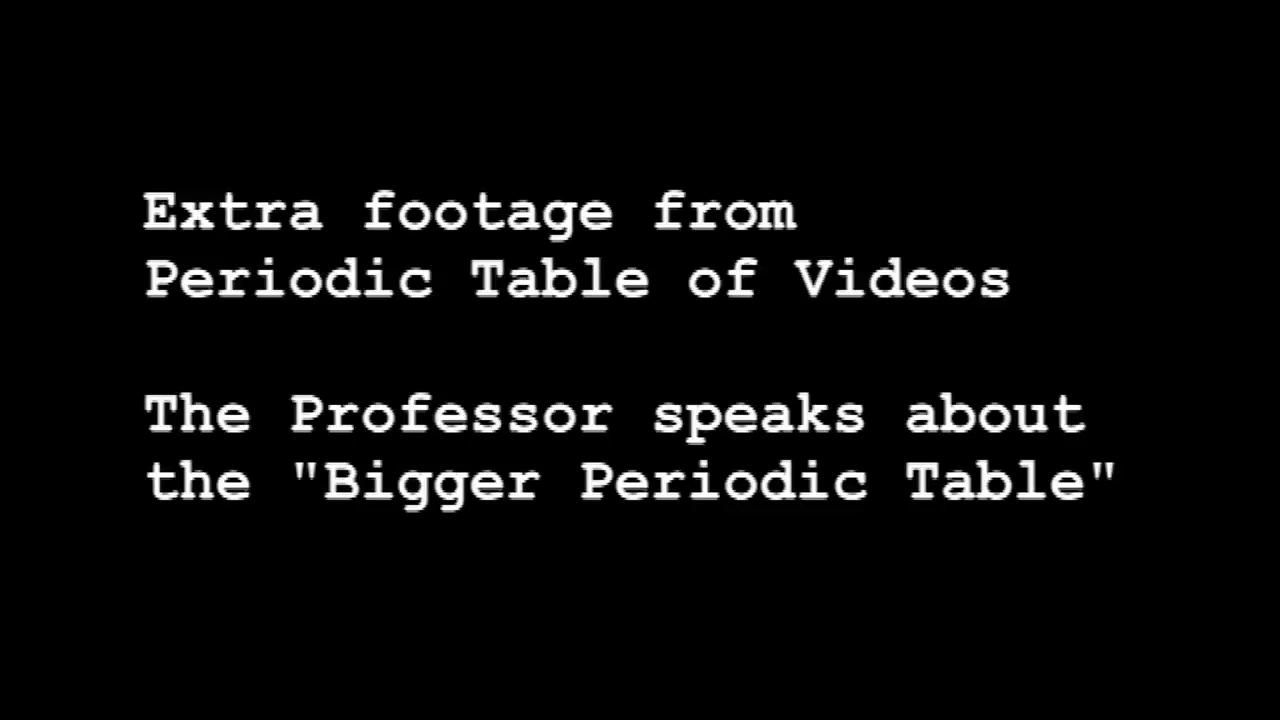 Extra footage from
Periodic Table of Videos
The Professor speaks about
the "Bigger Periodic Table"